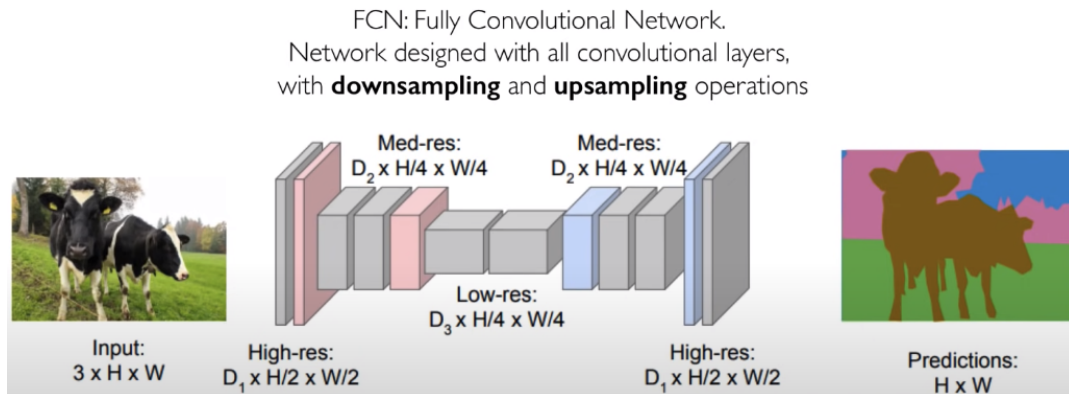 FCN: Fully Convolutional Network.
Network designed with all convolutional layers,
with downsampling and upsampling operations
Med-res:
D₂ x H/4 x W/4
Med-res:
D₂ x H/4 x W/4
Low-res:
D₃ x H/4 x W/4
Input:
3 x H x W
High-res:
D₁ x H/2 x W/2
High-res:
D₁ x H/2 x W/2
Predictions:
H x W